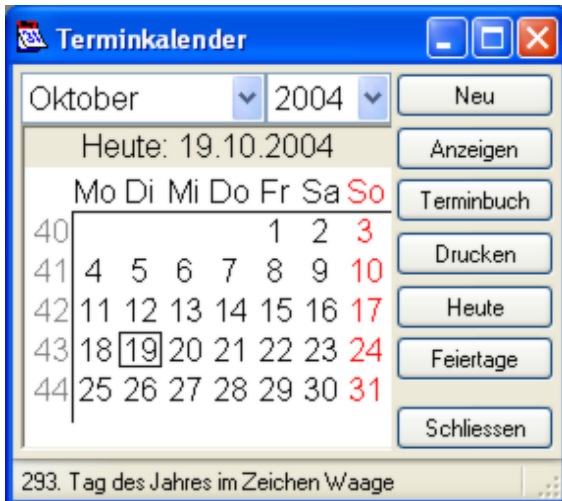 Terminkalender
Oktober 2004 Neu
Heute: 19.10.2004 Anzeigen
Mo Di Mi Do Fr Sa So Terminbuch
40 1 2 3
41 4 5 6 7 8 9 10 Drucken
42 11 12 13 14 15 16 17 Heute
43 18 19 20 21 22 23 24 Feiertage
44 25 26 27 28 29 30 31
Schliessen
293. Tag des Jahres im Zeichen Waage